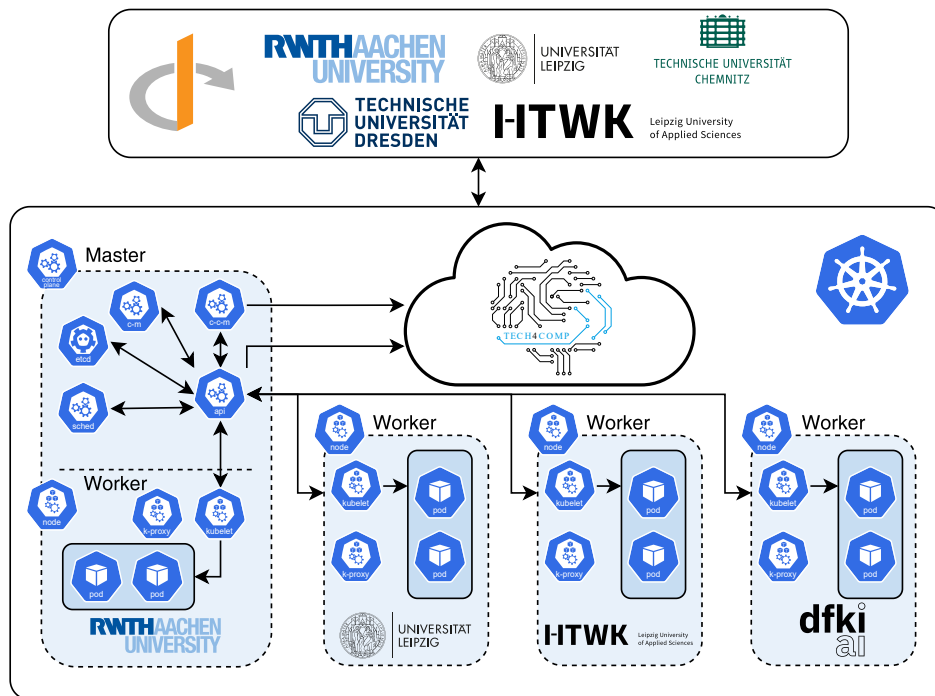 RWTHAACHEN
UNIVERSITY
UNIVERSITÄT
LEIPZIG
TECHNISCHE UNIVERSITÄT
CHEMNITZ
TECHNISCHE
UNIVERSITÄT
DRESDEN
HTWK
Leipzig University
of Applied Sciences
control
plane
Master
c-m
c-c-m
etcd
api
sched
TECH4COMP
Worker
node
k-proxy
kubelet
pod
pod
RWTHAACHEN
UNIVERSITY
node
Worker
kubelet
pod
k-proxy
pod
UNIVERSITÄT
LEIPZIG
node
Worker
kubelet
pod
k-proxy
pod
HTWK
Leipzig University
of Applied Sciences
node
Worker
kubelet
pod
k-proxy
pod
dfki
ai